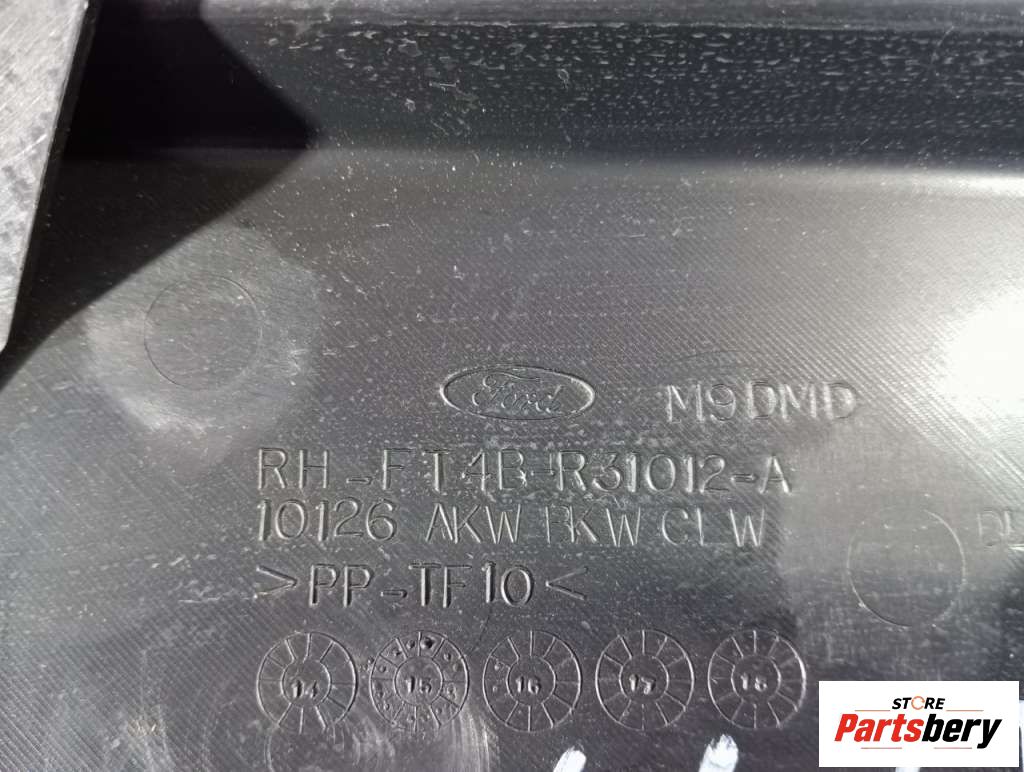 Ford M9DMD
RH-FT4B-R31012-A
10126 AKW BKW CLW
>PP-TF10<
14 15 16 17 18
STORE
Partsbery